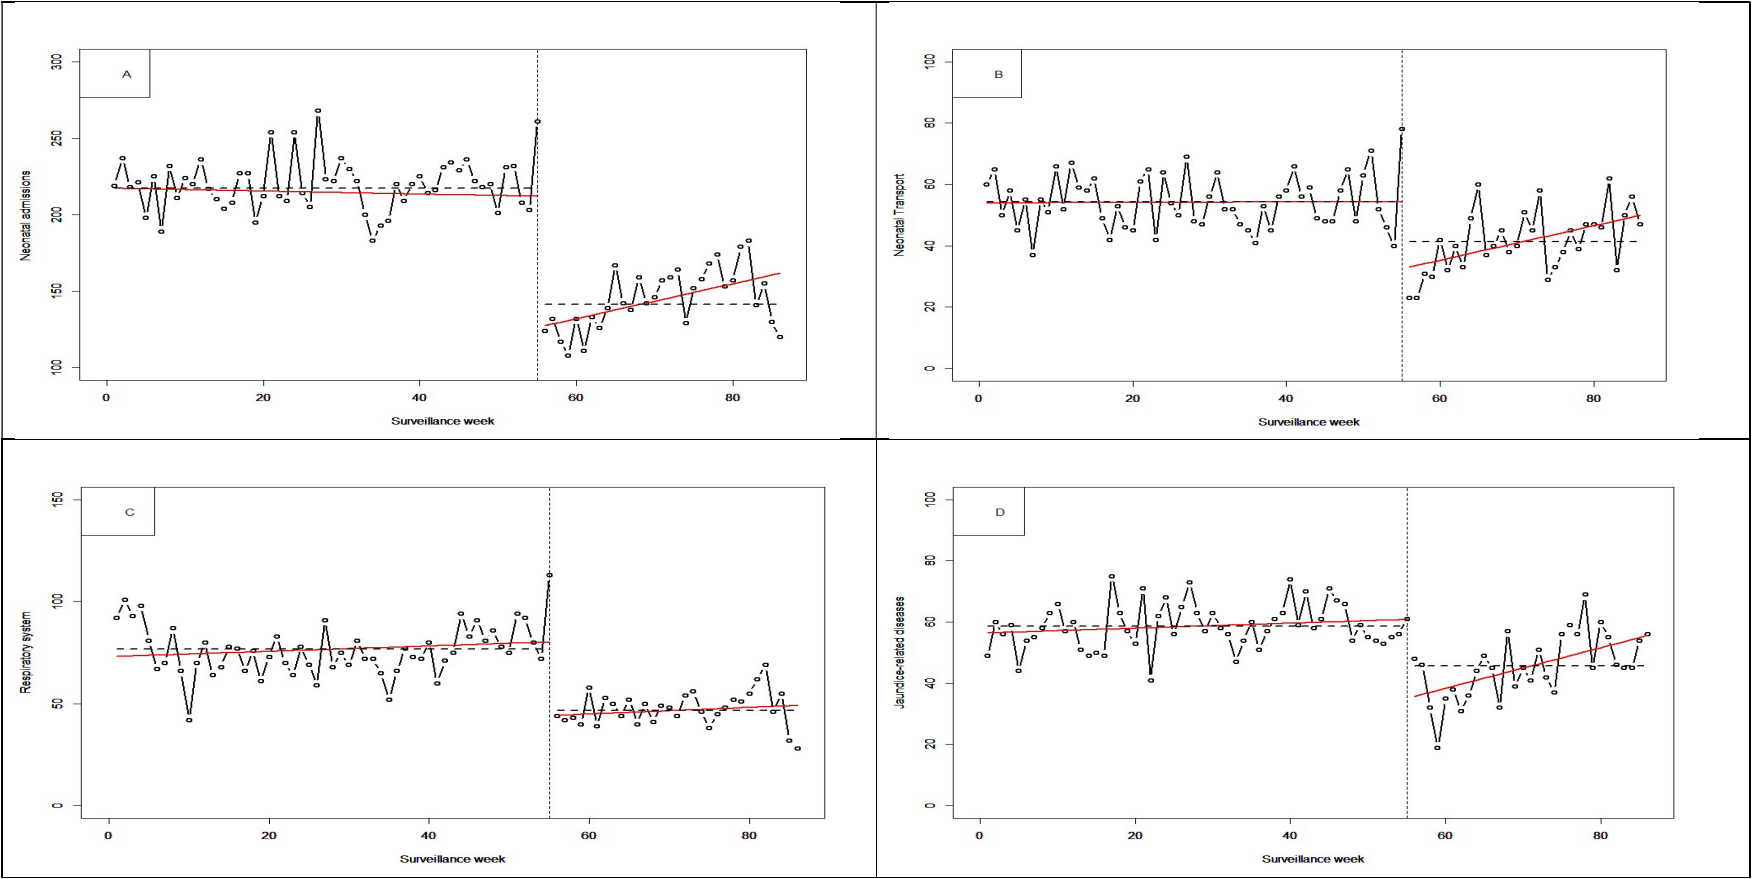 A
300
250
200
150
100
Neonatal admissions
0 20 40 60 80
Surveillance week
B
100
80
60
40
20
0
Neonatal Transport
0 20 40 60 80
Surveillance week
C
150
100
50
0
Respiratory system
0 20 40 60 80
Surveillance week
D
100
80
60
40
20
0
Jaundice-related diseases
0 20 40 60 80
Surveillance week